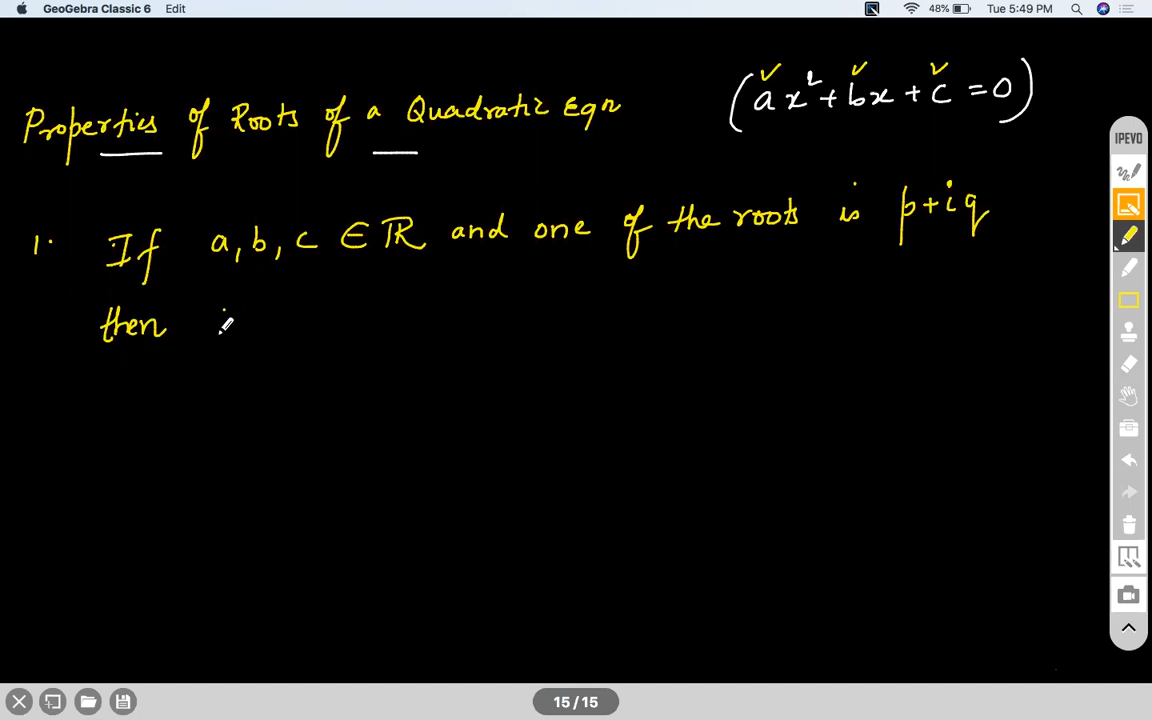 GeoGebra Classic 6 Edit 48% Tue 5:49 PM
(ax²+bx+c=0)
Properties of Roots of a Quadratic Eqn
IPEVO
1. If a, b, c ∈ ℝ and one of the roots is p+iq
then
15/15